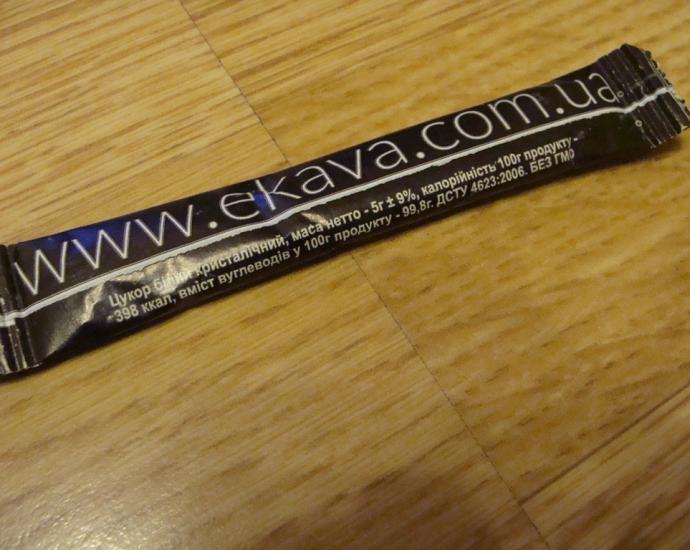 www.ekava.com.ua
Цукор білий кристалічний, маса нетто - 5г ± 9%, калорійність 100г продукту -
- 398 ккал, вміст вуглеводів у 100г продукту - 99,8г. ДСТУ 4623:2006. БЕЗ ГМО